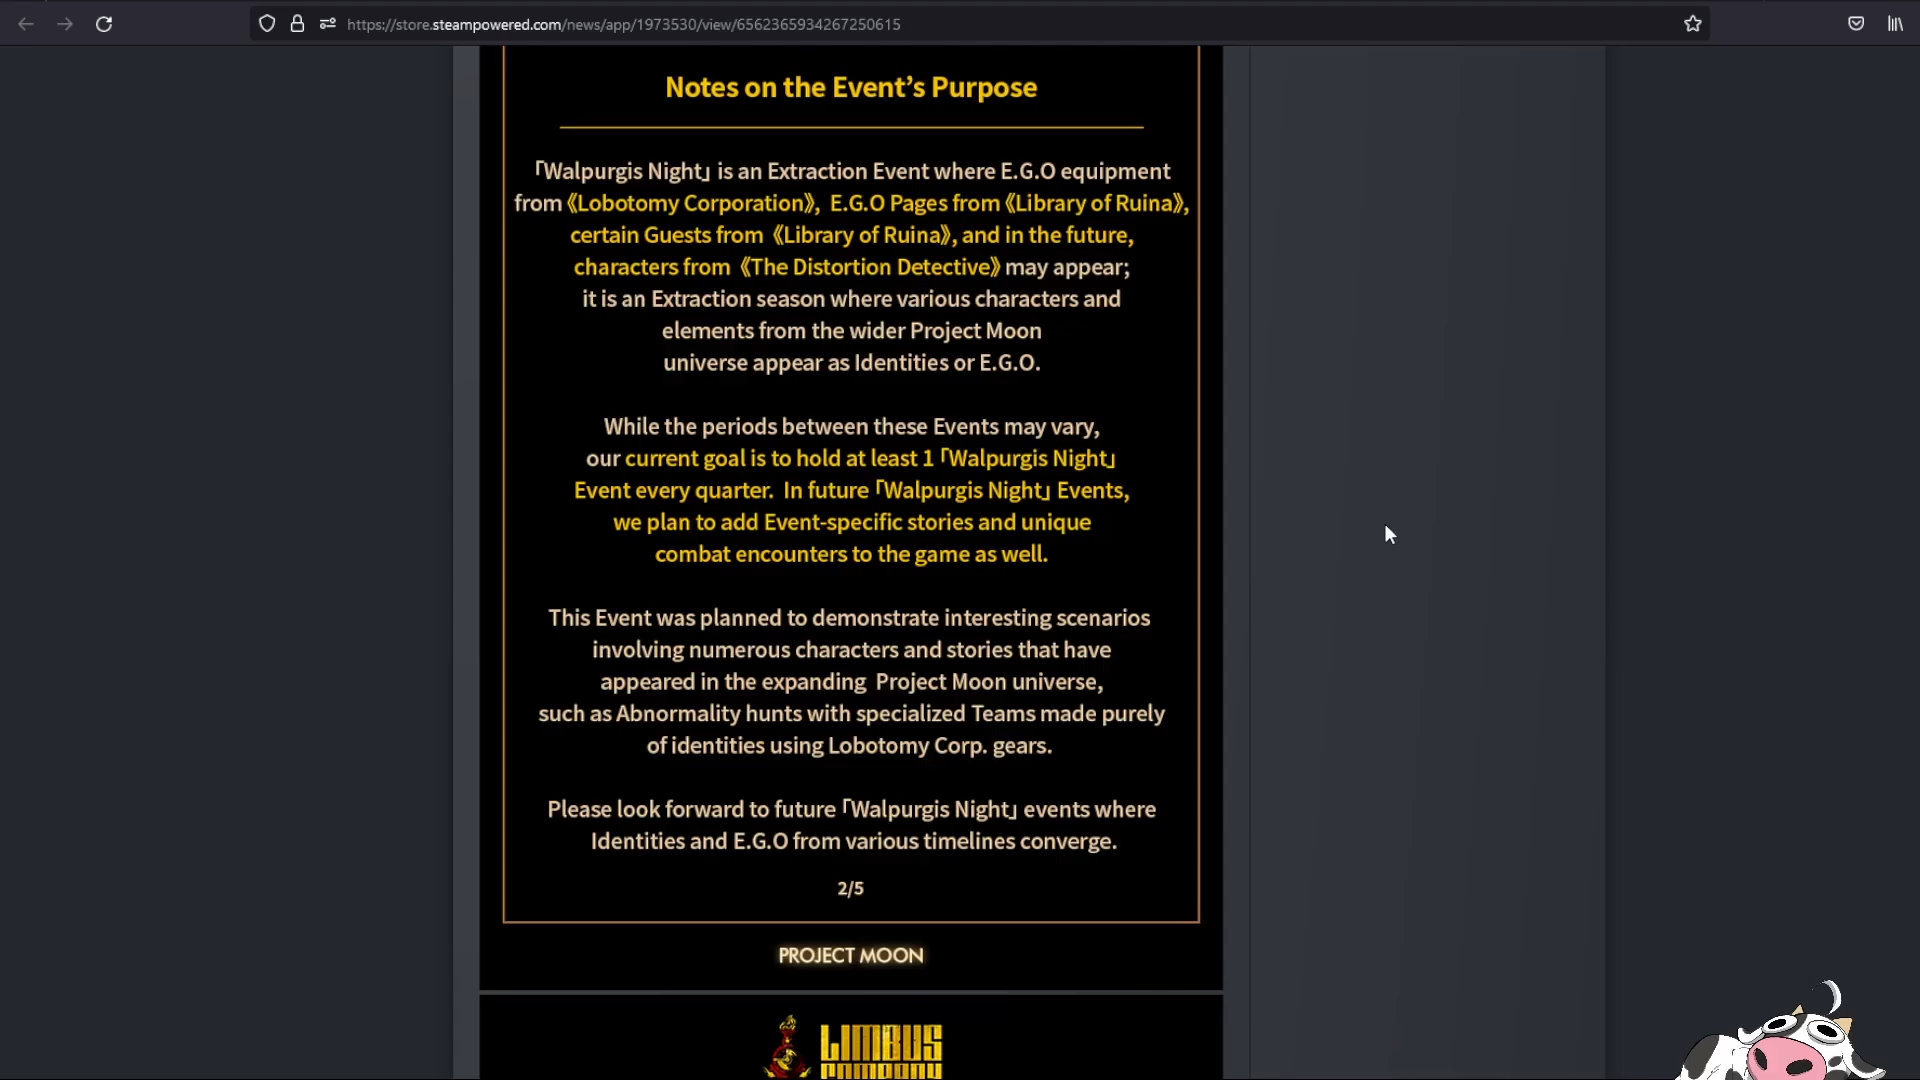 https://store.steampowered.com/news/app/1973530/view/6562365934267250615
Notes on the Event’s Purpose
「Walpurgis Night」 is an Extraction Event where E.G.O equipment
from 《Lobotomy Corporation》, E.G.O Pages from 《Library of Ruina》,
certain Guests from 《Library of Ruina》, and in the future,
characters from 《The Distortion Detective》 may appear;
it is an Extraction season where various characters and
elements from the wider Project Moon
universe appear as Identities or E.G.O.
While the periods between these Events may vary,
our current goal is to hold at least 1 「Walpurgis Night」
Event every quarter. In future 「Walpurgis Night」 Events,
we plan to add Event-specific stories and unique
combat encounters to the game as well.
This Event was planned to demonstrate interesting scenarios
involving numerous characters and stories that have
appeared in the expanding Project Moon universe,
such as Abnormality hunts with specialized Teams made purely
of identities using Lobotomy Corp. gears.
Please look forward to future 「Walpurgis Night」 events where
Identities and E.G.O from various timelines converge.
2/5
PROJECT MOON
LIMBUS
COMPANY